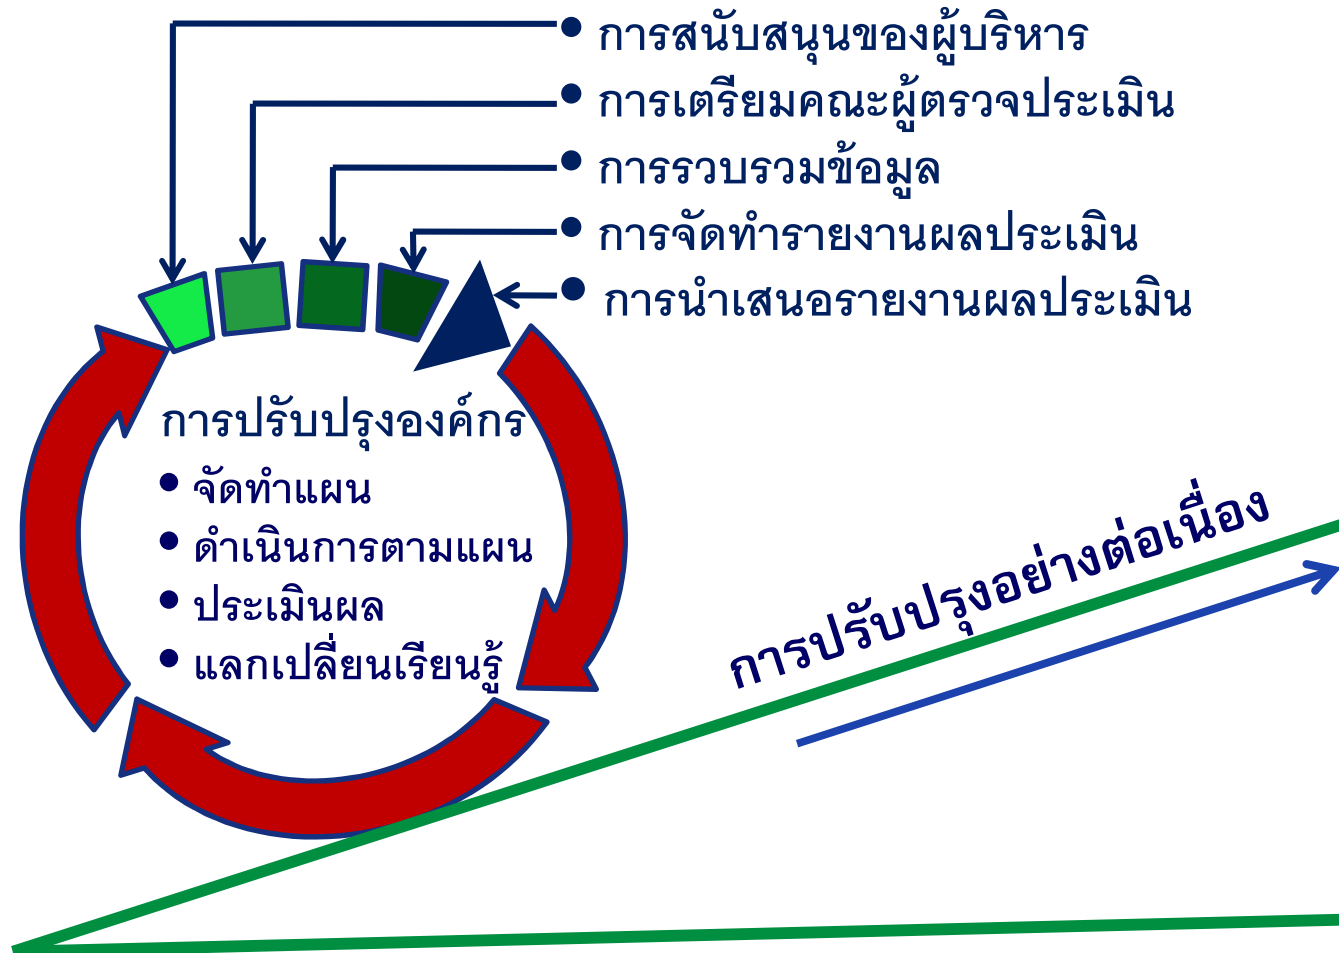 • การสนับสนุนของผู้บริหาร
• การเตรียมคณะผู้ตรวจประเมิน
• การรวบรวมข้อมูล
• การจัดทำรายงานผลประเมิน
• การนำเสนอรายงานผลประเมิน
การปรับปรุงองค์กร
• จัดทำแผน
• ดำเนินการตามแผน
• ประเมินผล
• แลกเปลี่ยนเรียนรู้
การปรับปรุงอย่างต่อเนื่อง